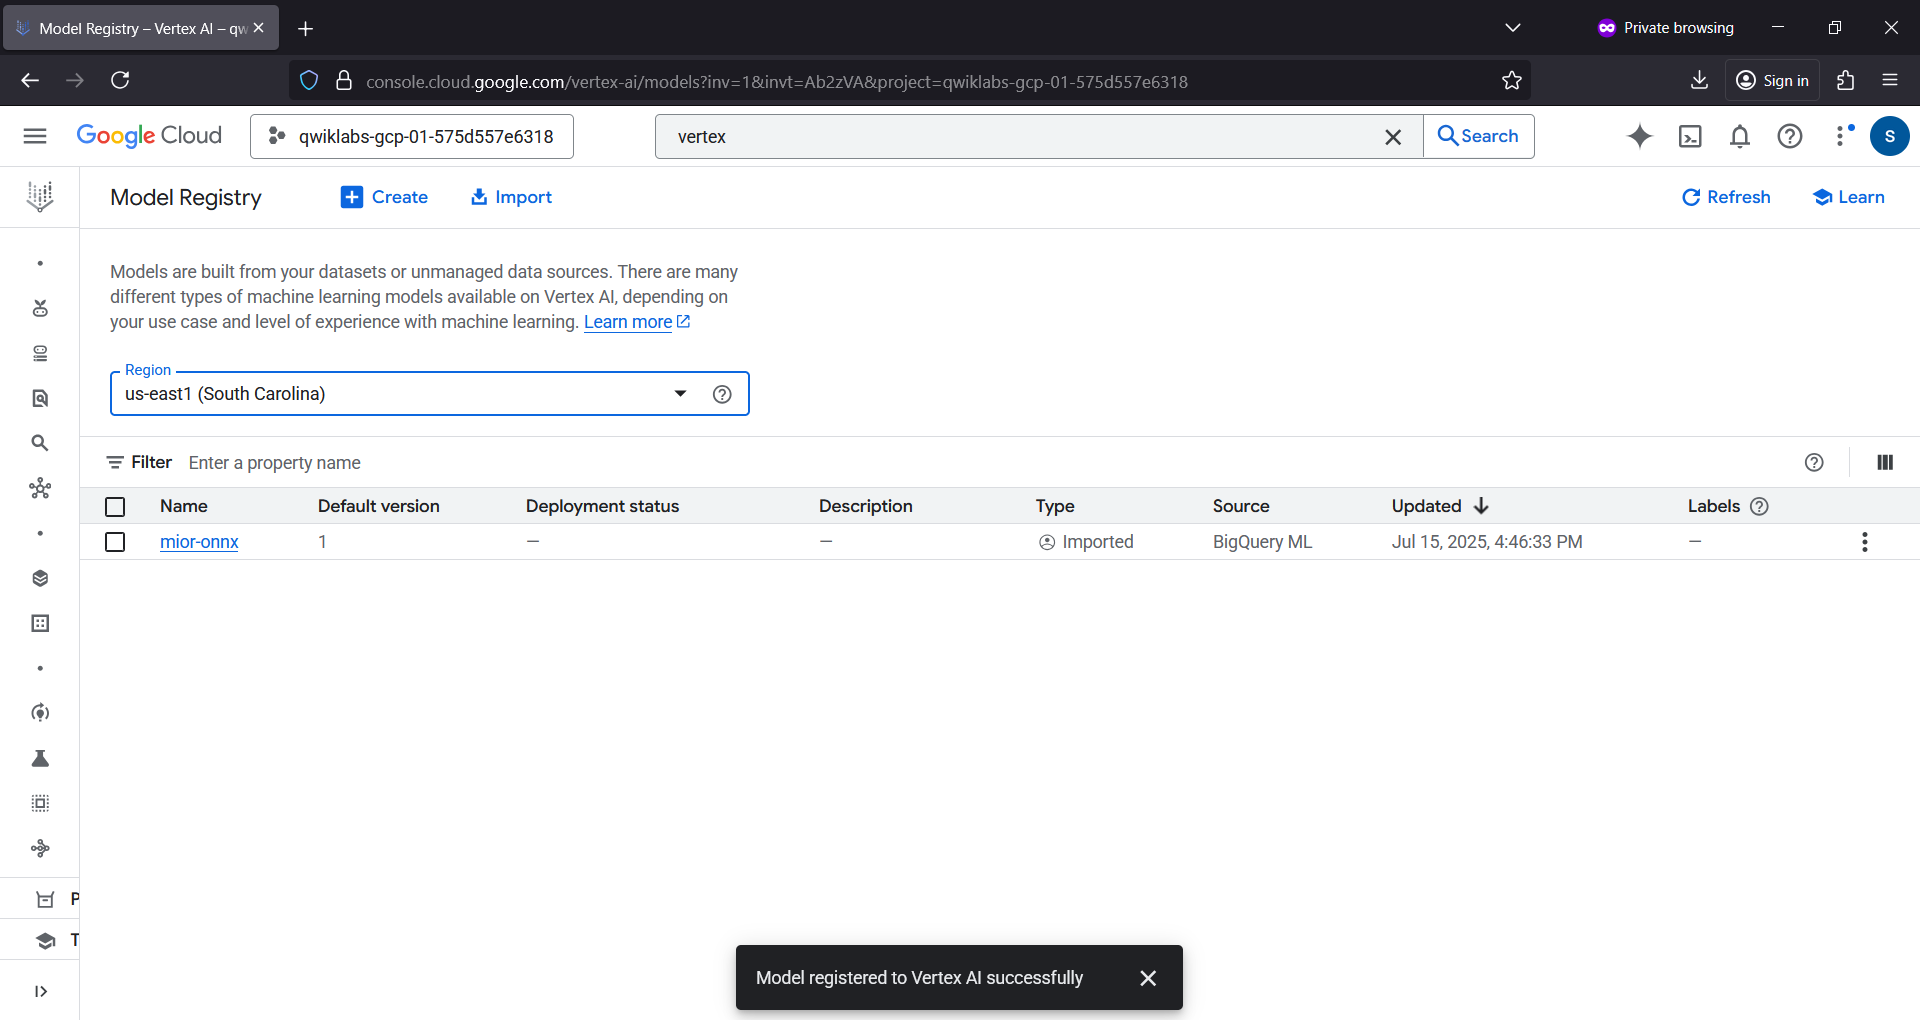 Model Registry – Vertex AI – qw
Private browsing
console.cloud.google.com/vertex-ai/models?inv=1&invt=Ab2zVA&project=qwiklabs-gcp-01-575d557e6318
Sign in
Google Cloud
qwiklabs-gcp-01-575d557e6318
vertex
Search
S
Model Registry
Create
Import
Refresh
Learn
Models are built from your datasets or unmanaged data sources. There are many
different types of machine learning models available on Vertex AI, depending on
your use case and level of experience with machine learning. Learn more
Region
us-east1 (South Carolina)
Filter Enter a property name
Name Default version Deployment status Description Type Source Updated Labels
mior-onnx 1 — — Imported BigQuery ML Jul 15, 2025, 4:46:33 PM —
P
T
Model registered to Vertex AI successfully